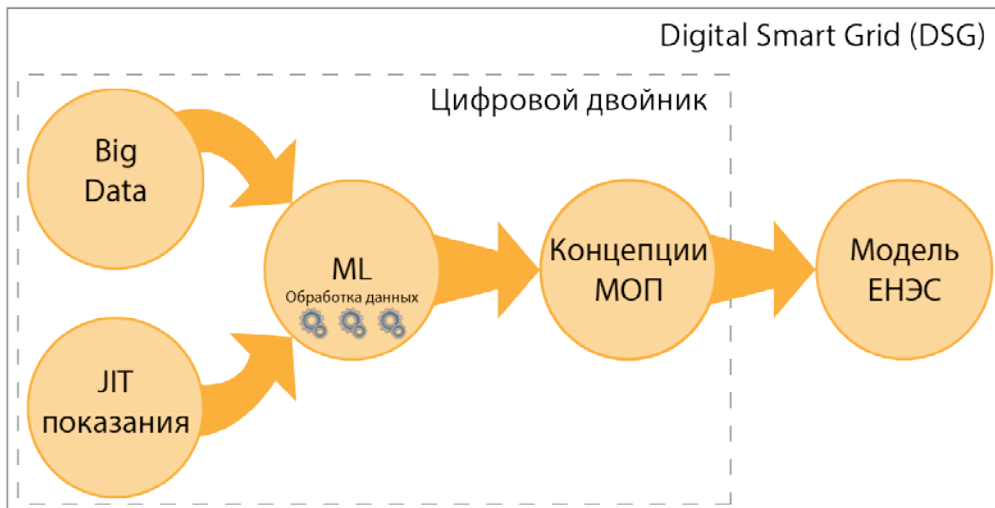 Digital Smart Grid (DSG)
Цифровой двойник
Big
Data
ML
Обработка данных
JIT
показания
Концепции
МОП
Модель
ЕНЭС